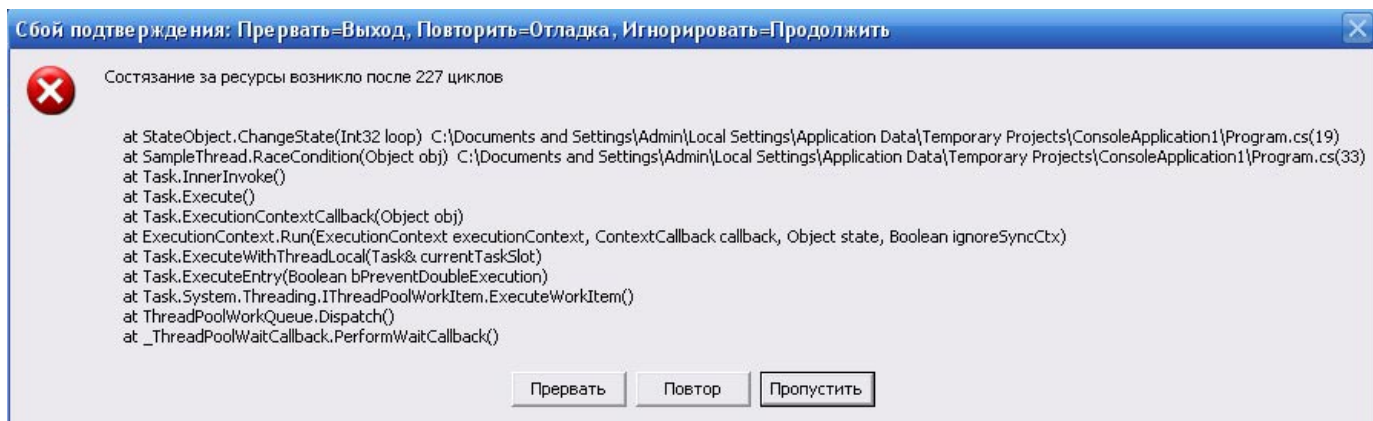 Сбой подтверждения: Прервать=Выход, Повторить=Отладка, Игнорировать=Продолжить
Состязание за ресурсы возникло после 227 циклов
at StateObject.ChangeState(Int32 loop) C:\Documents and Settings\Admin\Local Settings\Application Data\Temporary Projects\ConsoleApplication1\Program.cs(19)
at SampleThread.RaceCondition(Object obj) C:\Documents and Settings\Admin\Local Settings\Application Data\Temporary Projects\ConsoleApplication1\Program.cs(33)
at Task.InnerInvoke()
at Task.Execute()
at Task.ExecutionContextCallback(Object obj)
at ExecutionContext.Run(ExecutionContext executionContext, ContextCallback callback, Object state, Boolean ignoreSyncCtx)
at Task.ExecuteWithThreadLocal(Task& currentTaskSlot)
at Task.ExecuteEntry(Boolean bPreventDoubleExecution)
at Task.System.Threading.IThreadPoolWorkItem.ExecuteWorkItem()
at ThreadPoolWorkQueue.Dispatch()
at _ThreadPoolWaitCallback.PerformWaitCallback()
Прервать Повтор Пропустить